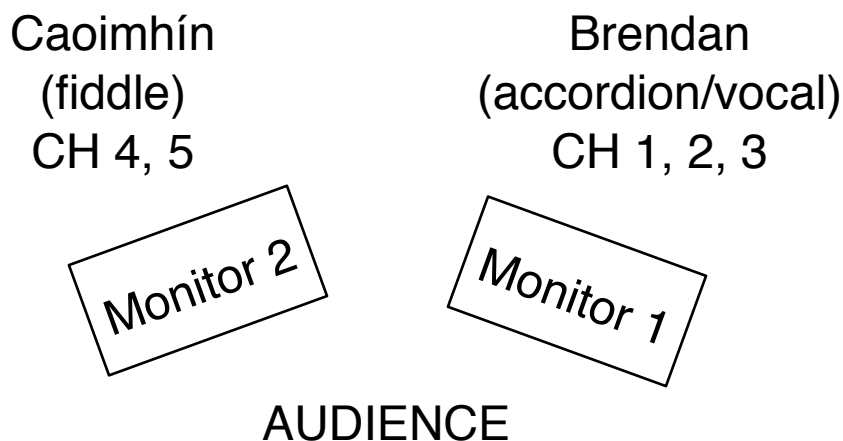 Caoimhín
(fiddle)
CH 4, 5
Brendan
(accordion/vocal)
CH 1, 2, 3
Monitor 2
Monitor 1
AUDIENCE